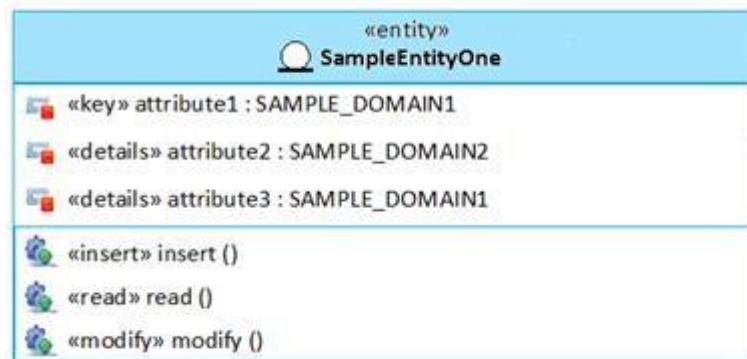 «entity»
SampleEntityOne
«key» attribute1 : SAMPLE_DOMAIN1
«details» attribute2 : SAMPLE_DOMAIN2
«details» attribute3 : SAMPLE_DOMAIN1
«insert» insert ()
«read» read ()
«modify» modify ()